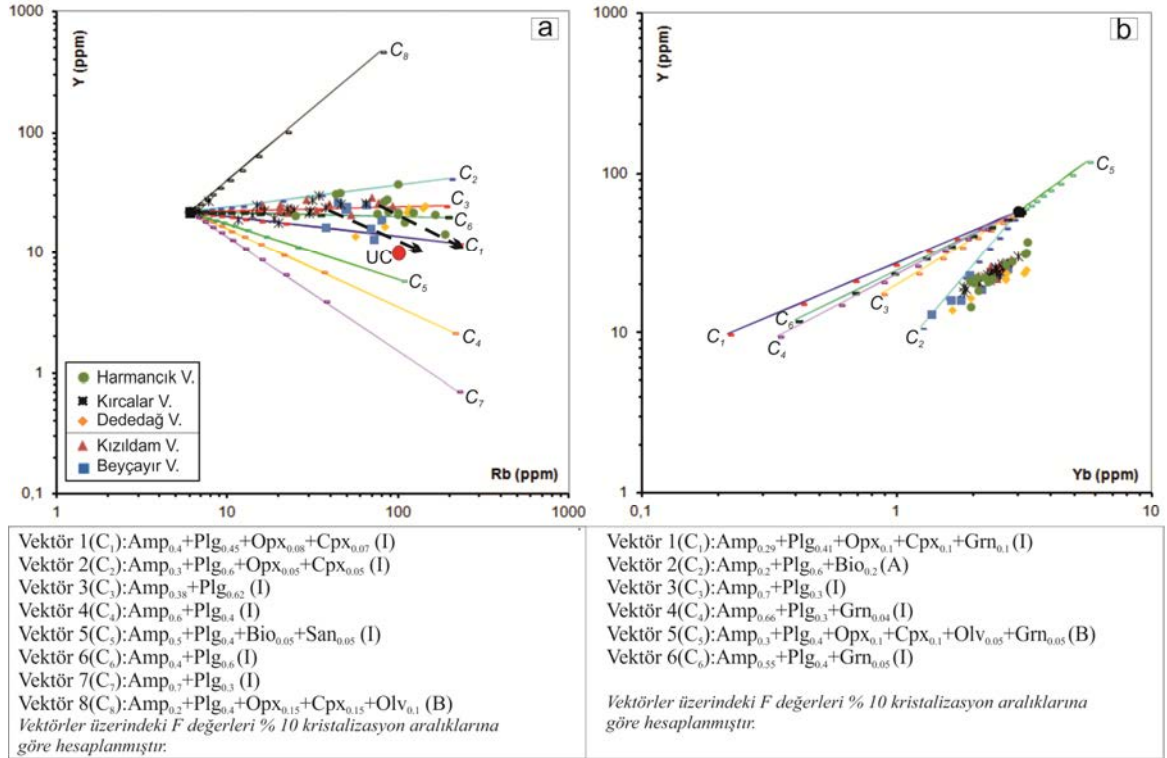 1000
100
10
1
0,1
Y (ppm)
a
C8
C2
C3
C6
C1
UC
C5
C4
C7
Harmancık V.
Kırcalar V.
Dededağ V.
Kızıldam V.
Beyçayır V.
Rb (ppm)
1 10 100 1000
1000
100
10
1
Y (ppm)
b
C5
C6
C3
C1
C4
C2
Yb (ppm)
0,1 1 10
Vektör 1(C1):Amp0.4+Plg0.45+Opx0.08+Cpx0.07 (I)
Vektör 2(C2):Amp0.3+Plg0.6+Opx0.05+Cpx0.05 (I)
Vektör 3(C3):Amp0.38+Plg0.62 (I)
Vektör 4(C4):Amp0.6+Plg0.4 (I)
Vektör 5(C5):Amp0.5+Plg0.4+Bio0.05+San0.05 (I)
Vektör 6(C6):Amp0.4+Plg0.6 (I)
Vektör 7(C7):Amp0.7+Plg0.3 (I)
Vektör 8(C8):Amp0.2+Plg0.4+Opx0.15+Cpx0.15+Olv0.1 (B)
Vektörler üzerindeki F değerleri % 10 kristalizasyon aralıklarına
göre hesaplanmıştır.
Vektör 1(C1):Amp0.29+Plg0.41+Opx0.1+Cpx0.1+Grn0.1 (I)
Vektör 2(C2):Amp0.2+Plg0.6+Bio0.2 (A)
Vektör 3(C3):Amp0.7+Plg0.3 (I)
Vektör 4(C4):Amp0.66+Plg0.3+Grn0.04 (I)
Vektör 5(C5):Amp0.3+Plg0.4+Opx0.1+Cpx0.1+Olv0.05+Grn0.05 (B)
Vektör 6(C6):Amp0.55+Plg0.4+Grn0.05 (I)
Vektörler üzerindeki F değerleri % 10 kristalizasyon aralıklarına
göre hesaplanmıştır.